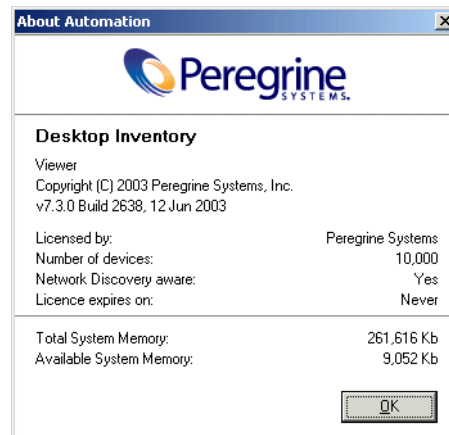 About Automation
Peregrine
SYSTEMS.
Desktop Inventory
Viewer
Copyright (C) 2003 Peregrine Systems, Inc.
v7.3.0 Build 2638, 12 Jun 2003
Licensed by: Peregrine Systems
Number of devices: 10,000
Network Discovery aware: Yes
Licence expires on: Never
Total System Memory: 261,616 Kb
Available System Memory: 9,052 Kb
OK